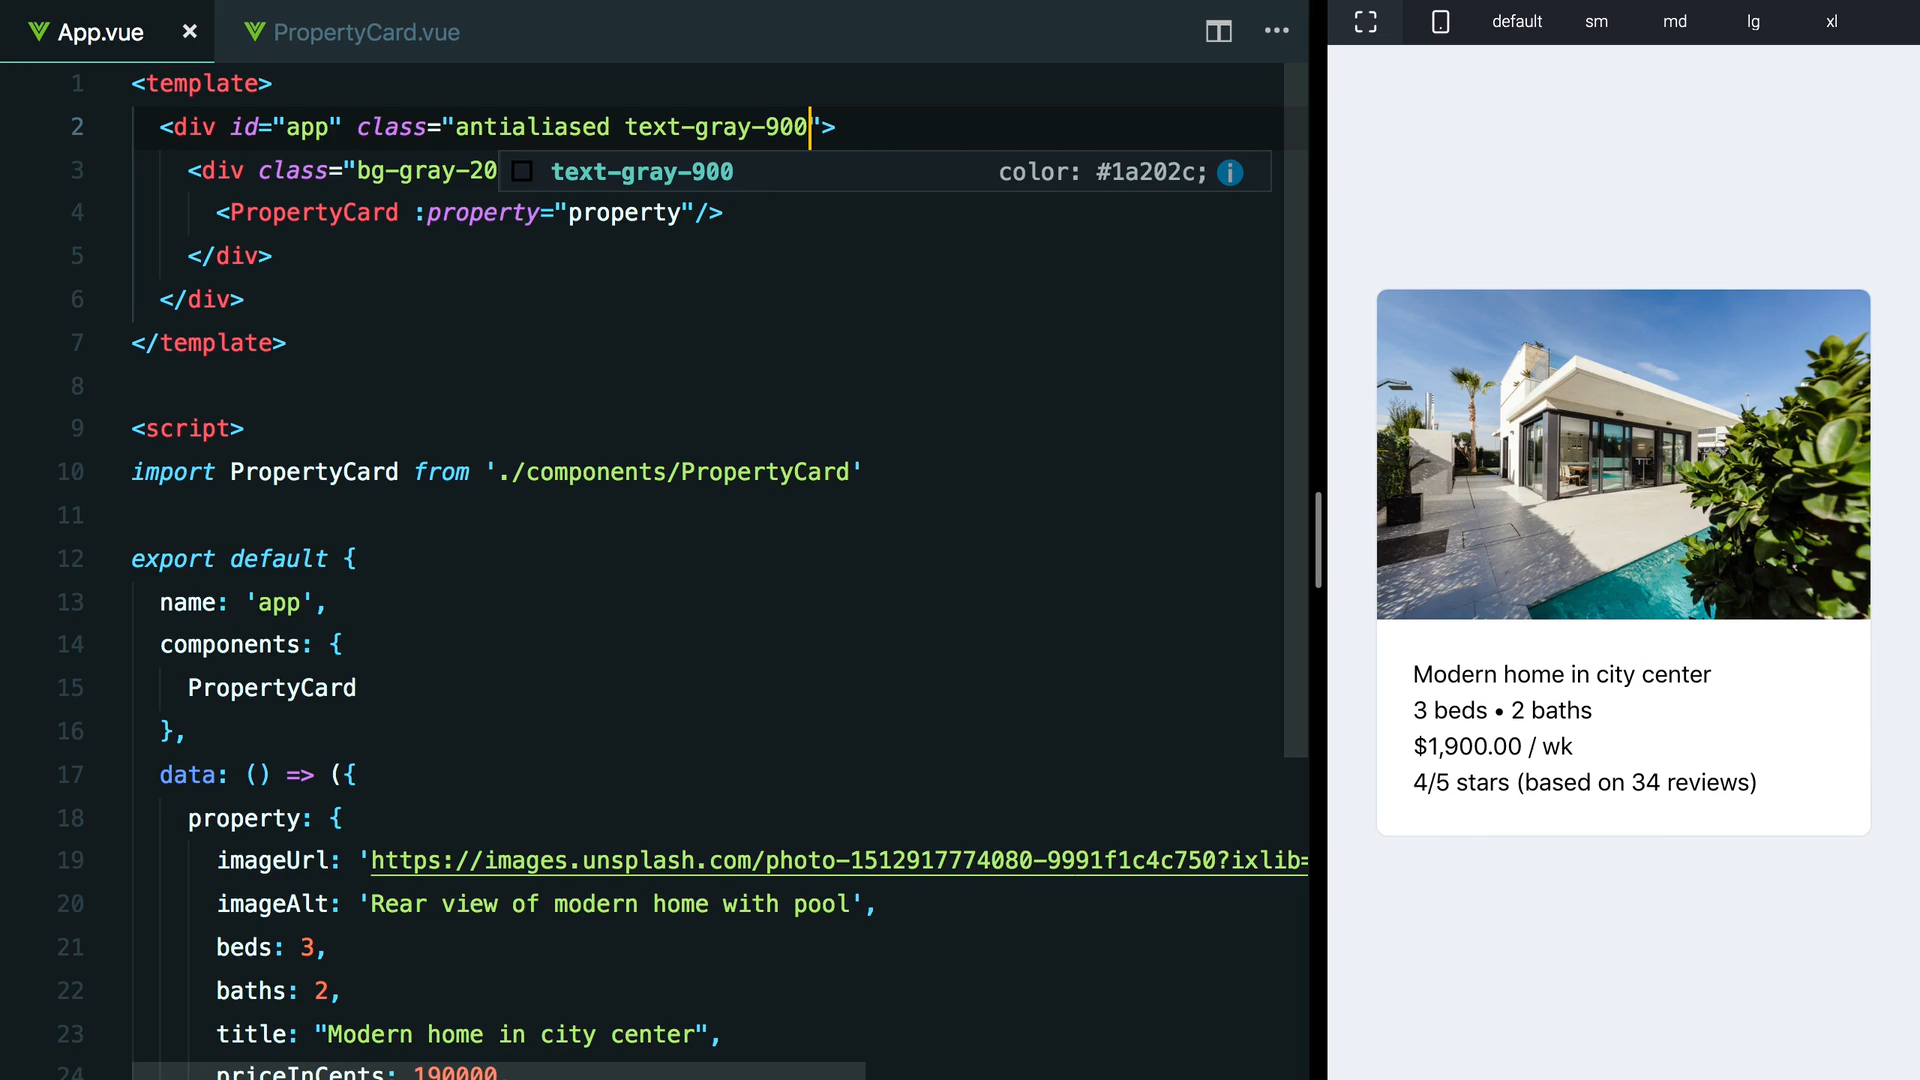 App.vue ×
PropertyCard.vue
default sm md lg xl
1 <template>
2 <div id="app" class="antialiased text-gray-900">
3 <div class="bg-gray-20
text-gray-900 color: #1a202c;
4 <PropertyCard :property="property"/>
5 </div>
6 </div>
7 </template>
8
9 <script>
10 import PropertyCard from './components/PropertyCard'
11
12 export default {
13 name: 'app',
14 components: {
15 PropertyCard
16 },
17 data: () => ({
18 property: {
19 imageUrl: 'https://images.unsplash.com/photo-1512917774080-9991f1c4c750?ixlib=
20 imageAlt: 'Rear view of modern home with pool',
21 beds: 3,
22 baths: 2,
23 title: "Modern home in city center",
24 priceInCents: 190000,
Modern home in city center
3 beds • 2 baths
$1,900.00 / wk
4/5 stars (based on 34 reviews)